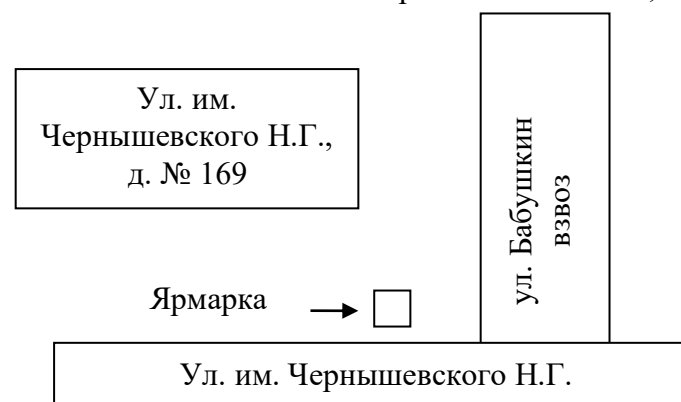 Ул. им.
Чернышевского Н.Г.,
д. № 169
ул. Бабушкин
взвоз
Ярмарка
Ул. им. Чернышевского Н.Г.